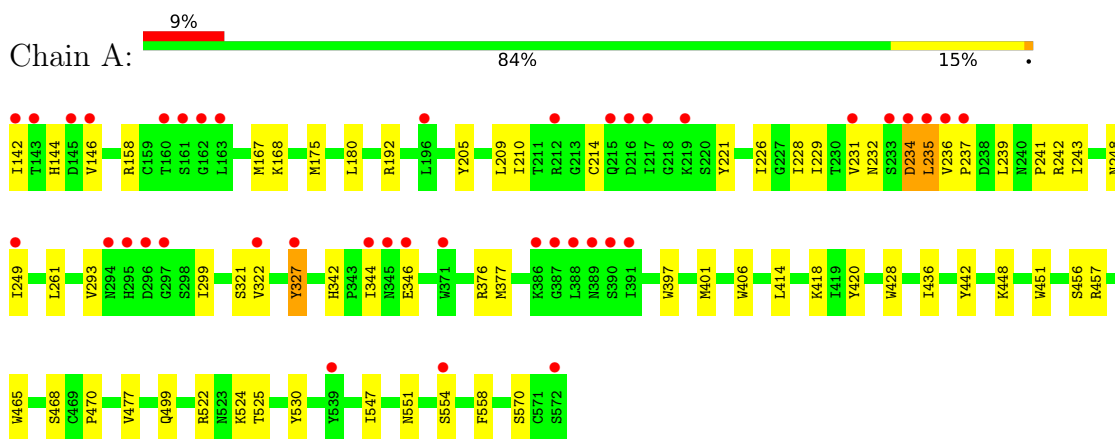 9%
Chain A:
84% 15% •
I142 T143 H144 D145 V146 R158 C159 T160 S161 G162 L163 M167 K168 M175 L180 R192 L196 Y205 L209 I210 T211 R212 G213 C214 Q215 D216 I217 G218 K219 S220 Y221 I226 G227 I228 I229 T230 V231 N232 S233 D234 L235 V236 P237 D238 L239 N240 P241 R242 I243
I249 L261 V293 N294 H295 D296 G297 S298 I299 S321 V322 Y327 H342 P343 I344 N345 E346 W371 R376 M377 K386 G387 L388 N389 S390 I391 W397 M401 W406 L414 K418 I419 Y420 W428 I436 Y442 K448 W451 S456 R457
W465 S468 C469 P470 V477 Q499 R522 N523 K524 T525 Y530 Y539 I547 N551 S554 F558 S570 C571 S572